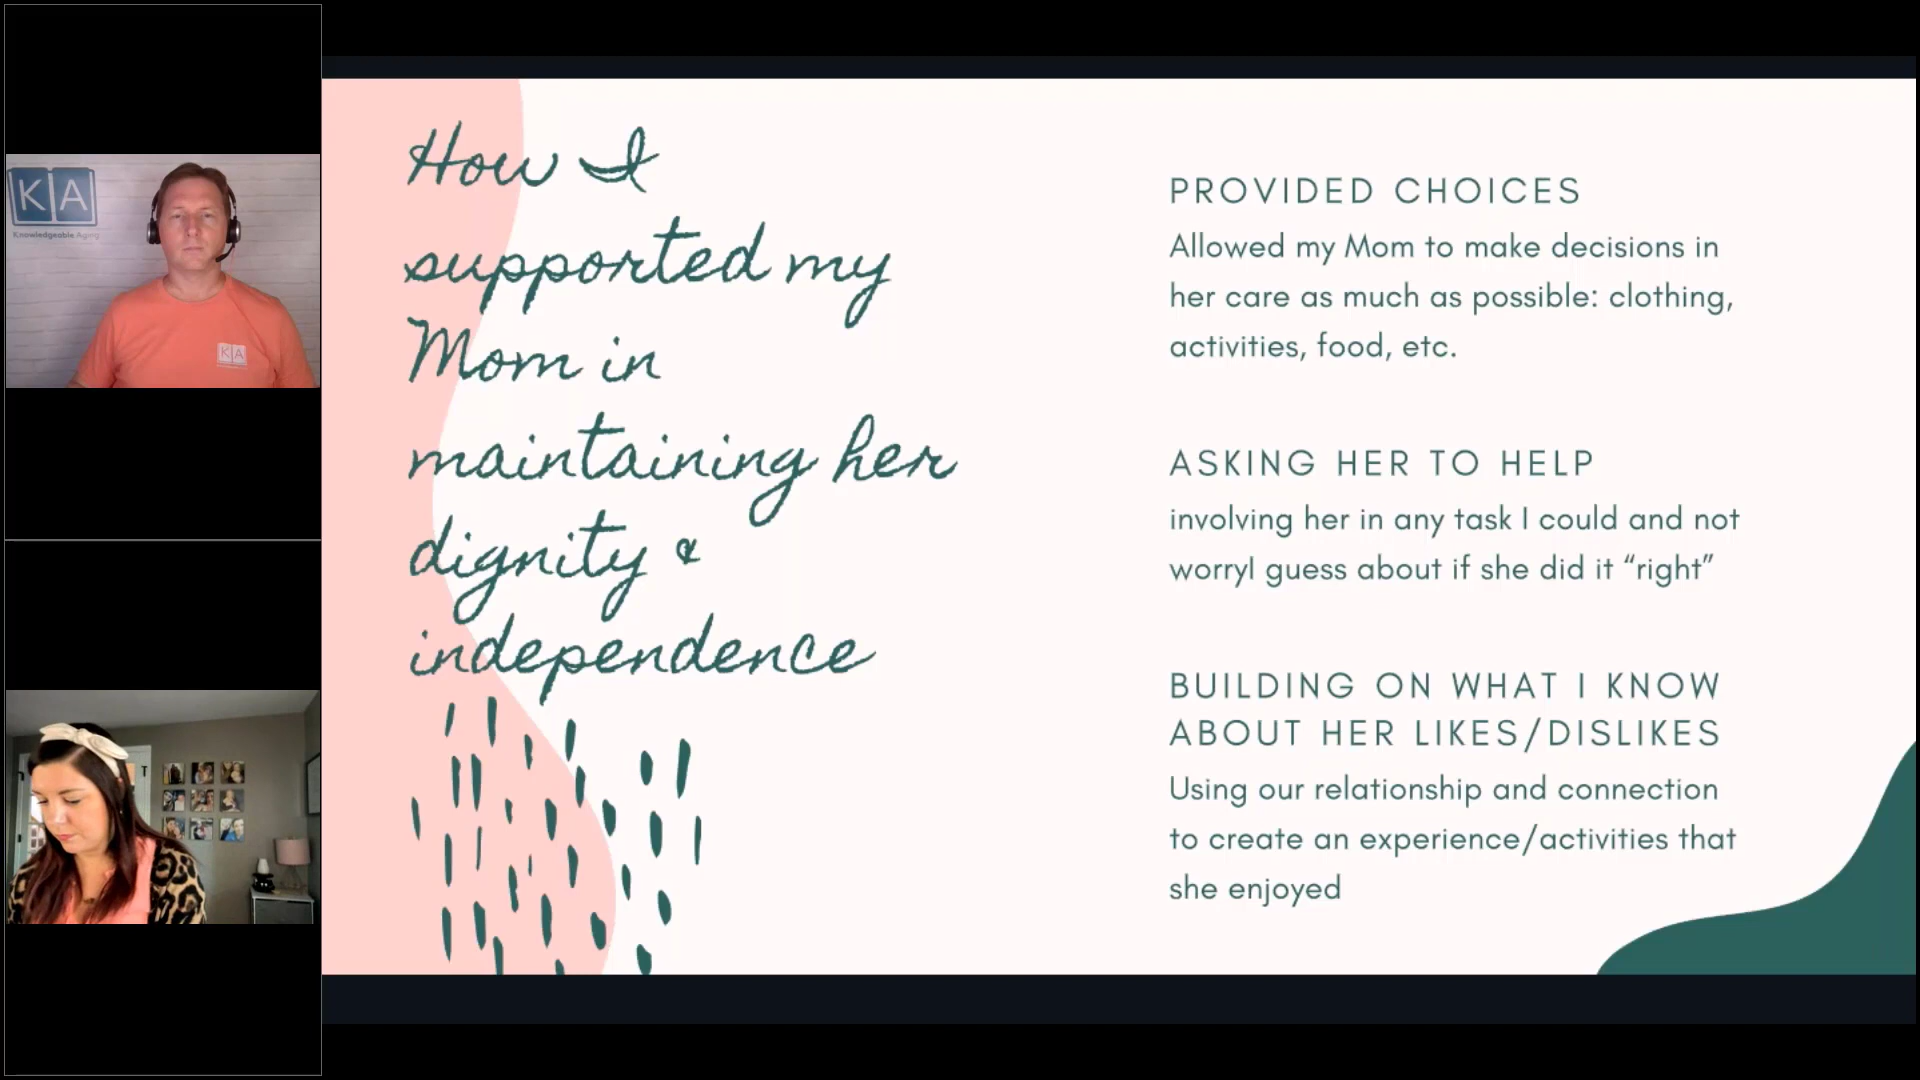 K A
Knowledgeable Aging
KA
How I
supported my
Mom in
maintaining her
dignity &
independence
PROVIDED CHOICES
Allowed my Mom to make decisions in
her care as much as possible: clothing,
activities, food, etc.
ASKING HER TO HELP
involving her in any task I could and not
worryI guess about if she did it “right”
BUILDING ON WHAT I KNOW
ABOUT HER LIKES/DISLIKES
Using our relationship and connection
to create an experience/activities that
she enjoyed